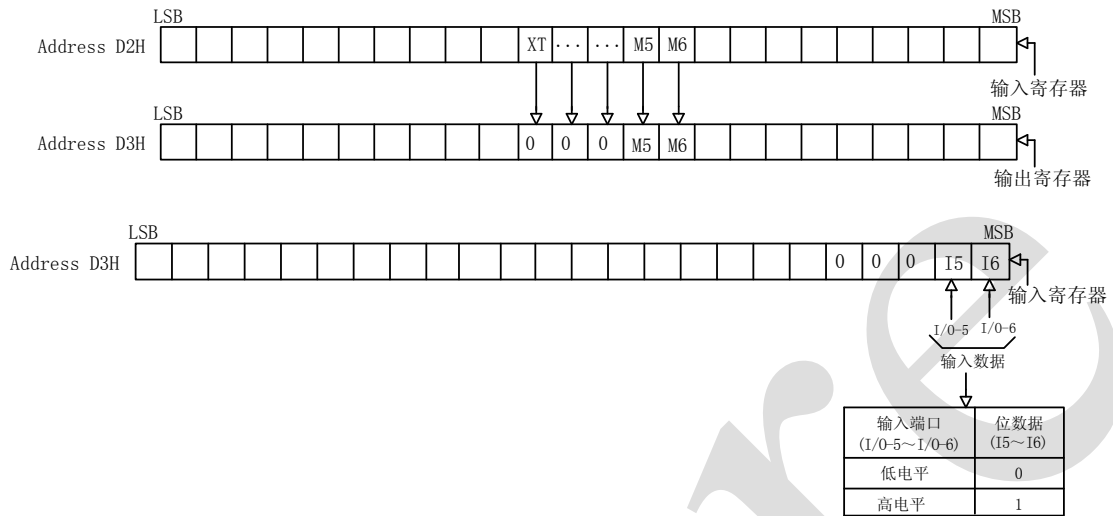 LSB MSB
Address D2H XT ... ... M5 M6
输入寄存器
LSB MSB
Address D3H 0 0 0 M5 M6
输出寄存器
LSB MSB
Address D3H 0 0 0 I5 I6
输入寄存器
I/O-5 I/O-6
输入数据
输入端口 位数据
(I/O-5~I/O-6) (I5~I6)
低电平 0
高电平 1
re